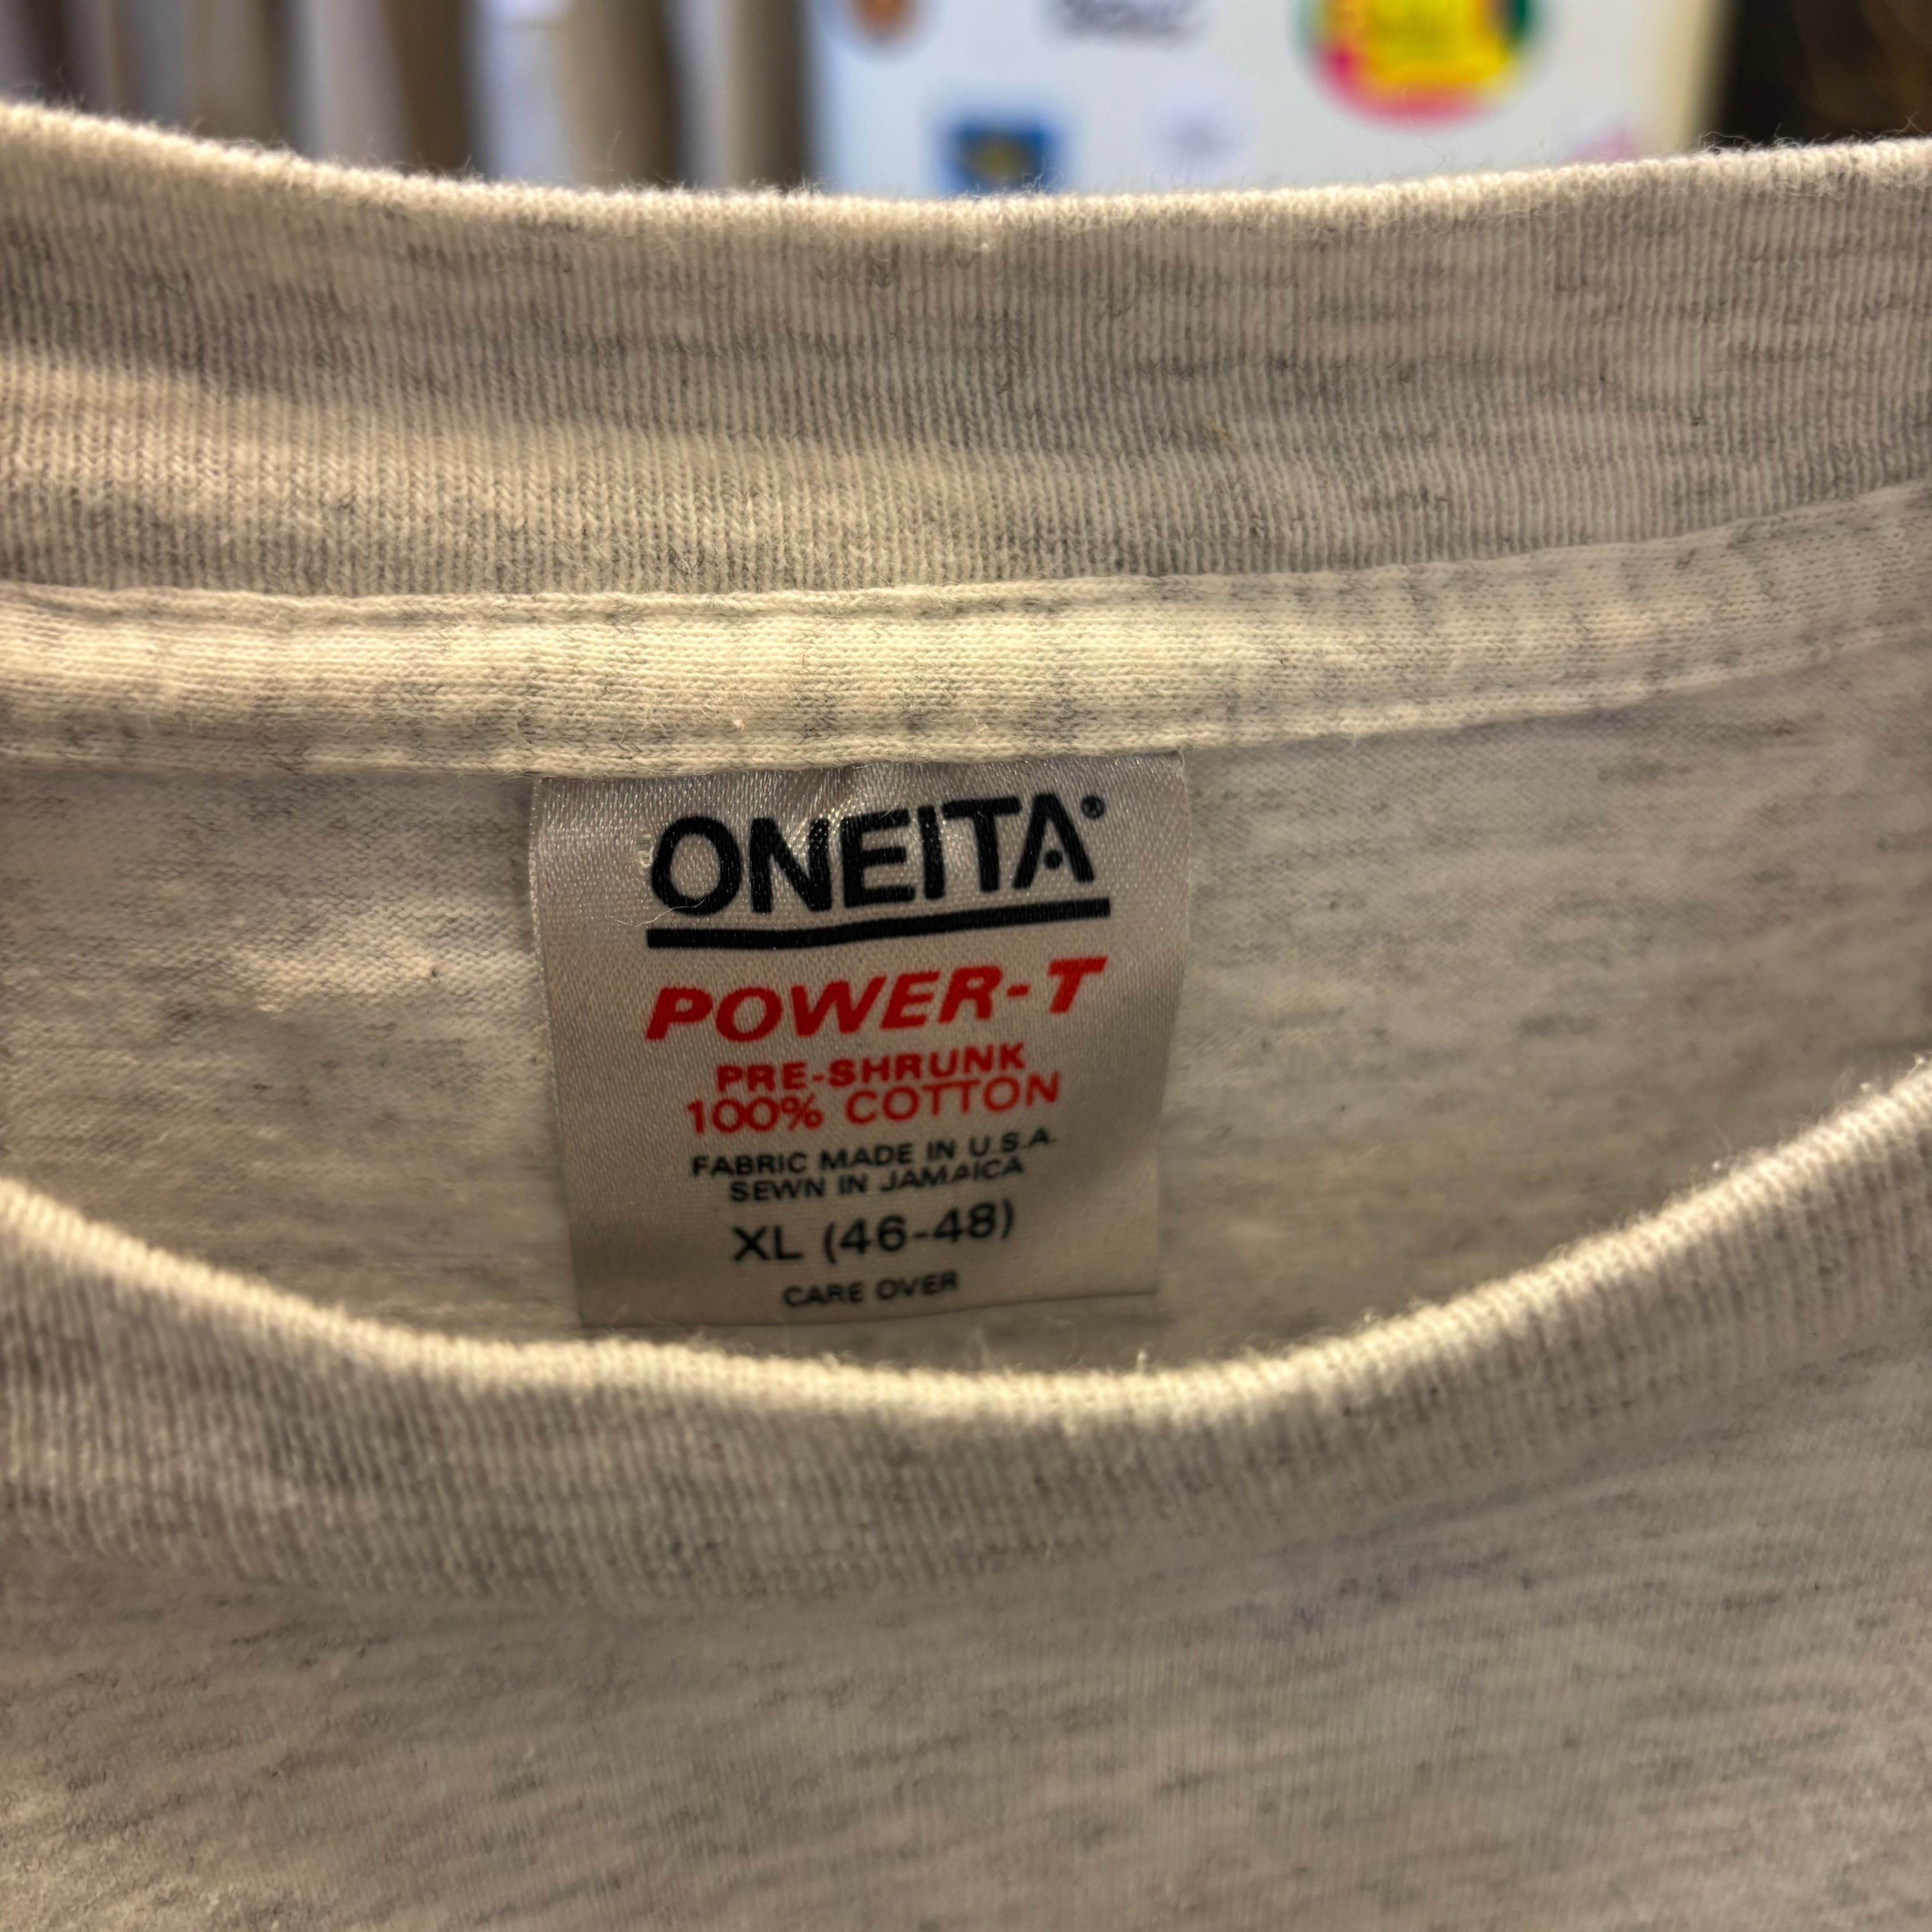 ONEITA®
POWER-T
PRE-SHRUNK
100% COTTON
FABRIC MADE IN U.S.A.
SEWN IN JAMAICA
XL (46-48)
CARE OVER